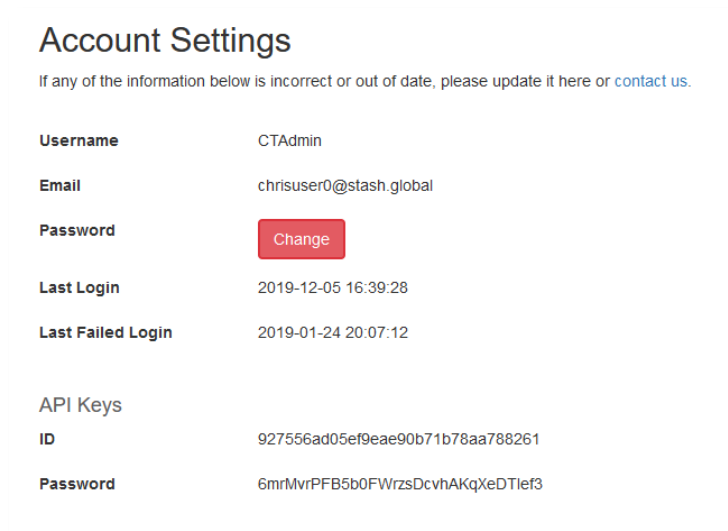 Account Settings
If any of the information below is incorrect or out of date, please update it here or contact us.
Username CTAdmin
Email chrisuser0@stash.global
Password Change
Last Login 2019-12-05 16:39:28
Last Failed Login 2019-01-24 20:07:12
API Keys
ID 927556ad05ef9eae90b71b78aa788261
Password 6mrMvrPFB5b0FWrzsDcvhAKqXeDTlef3